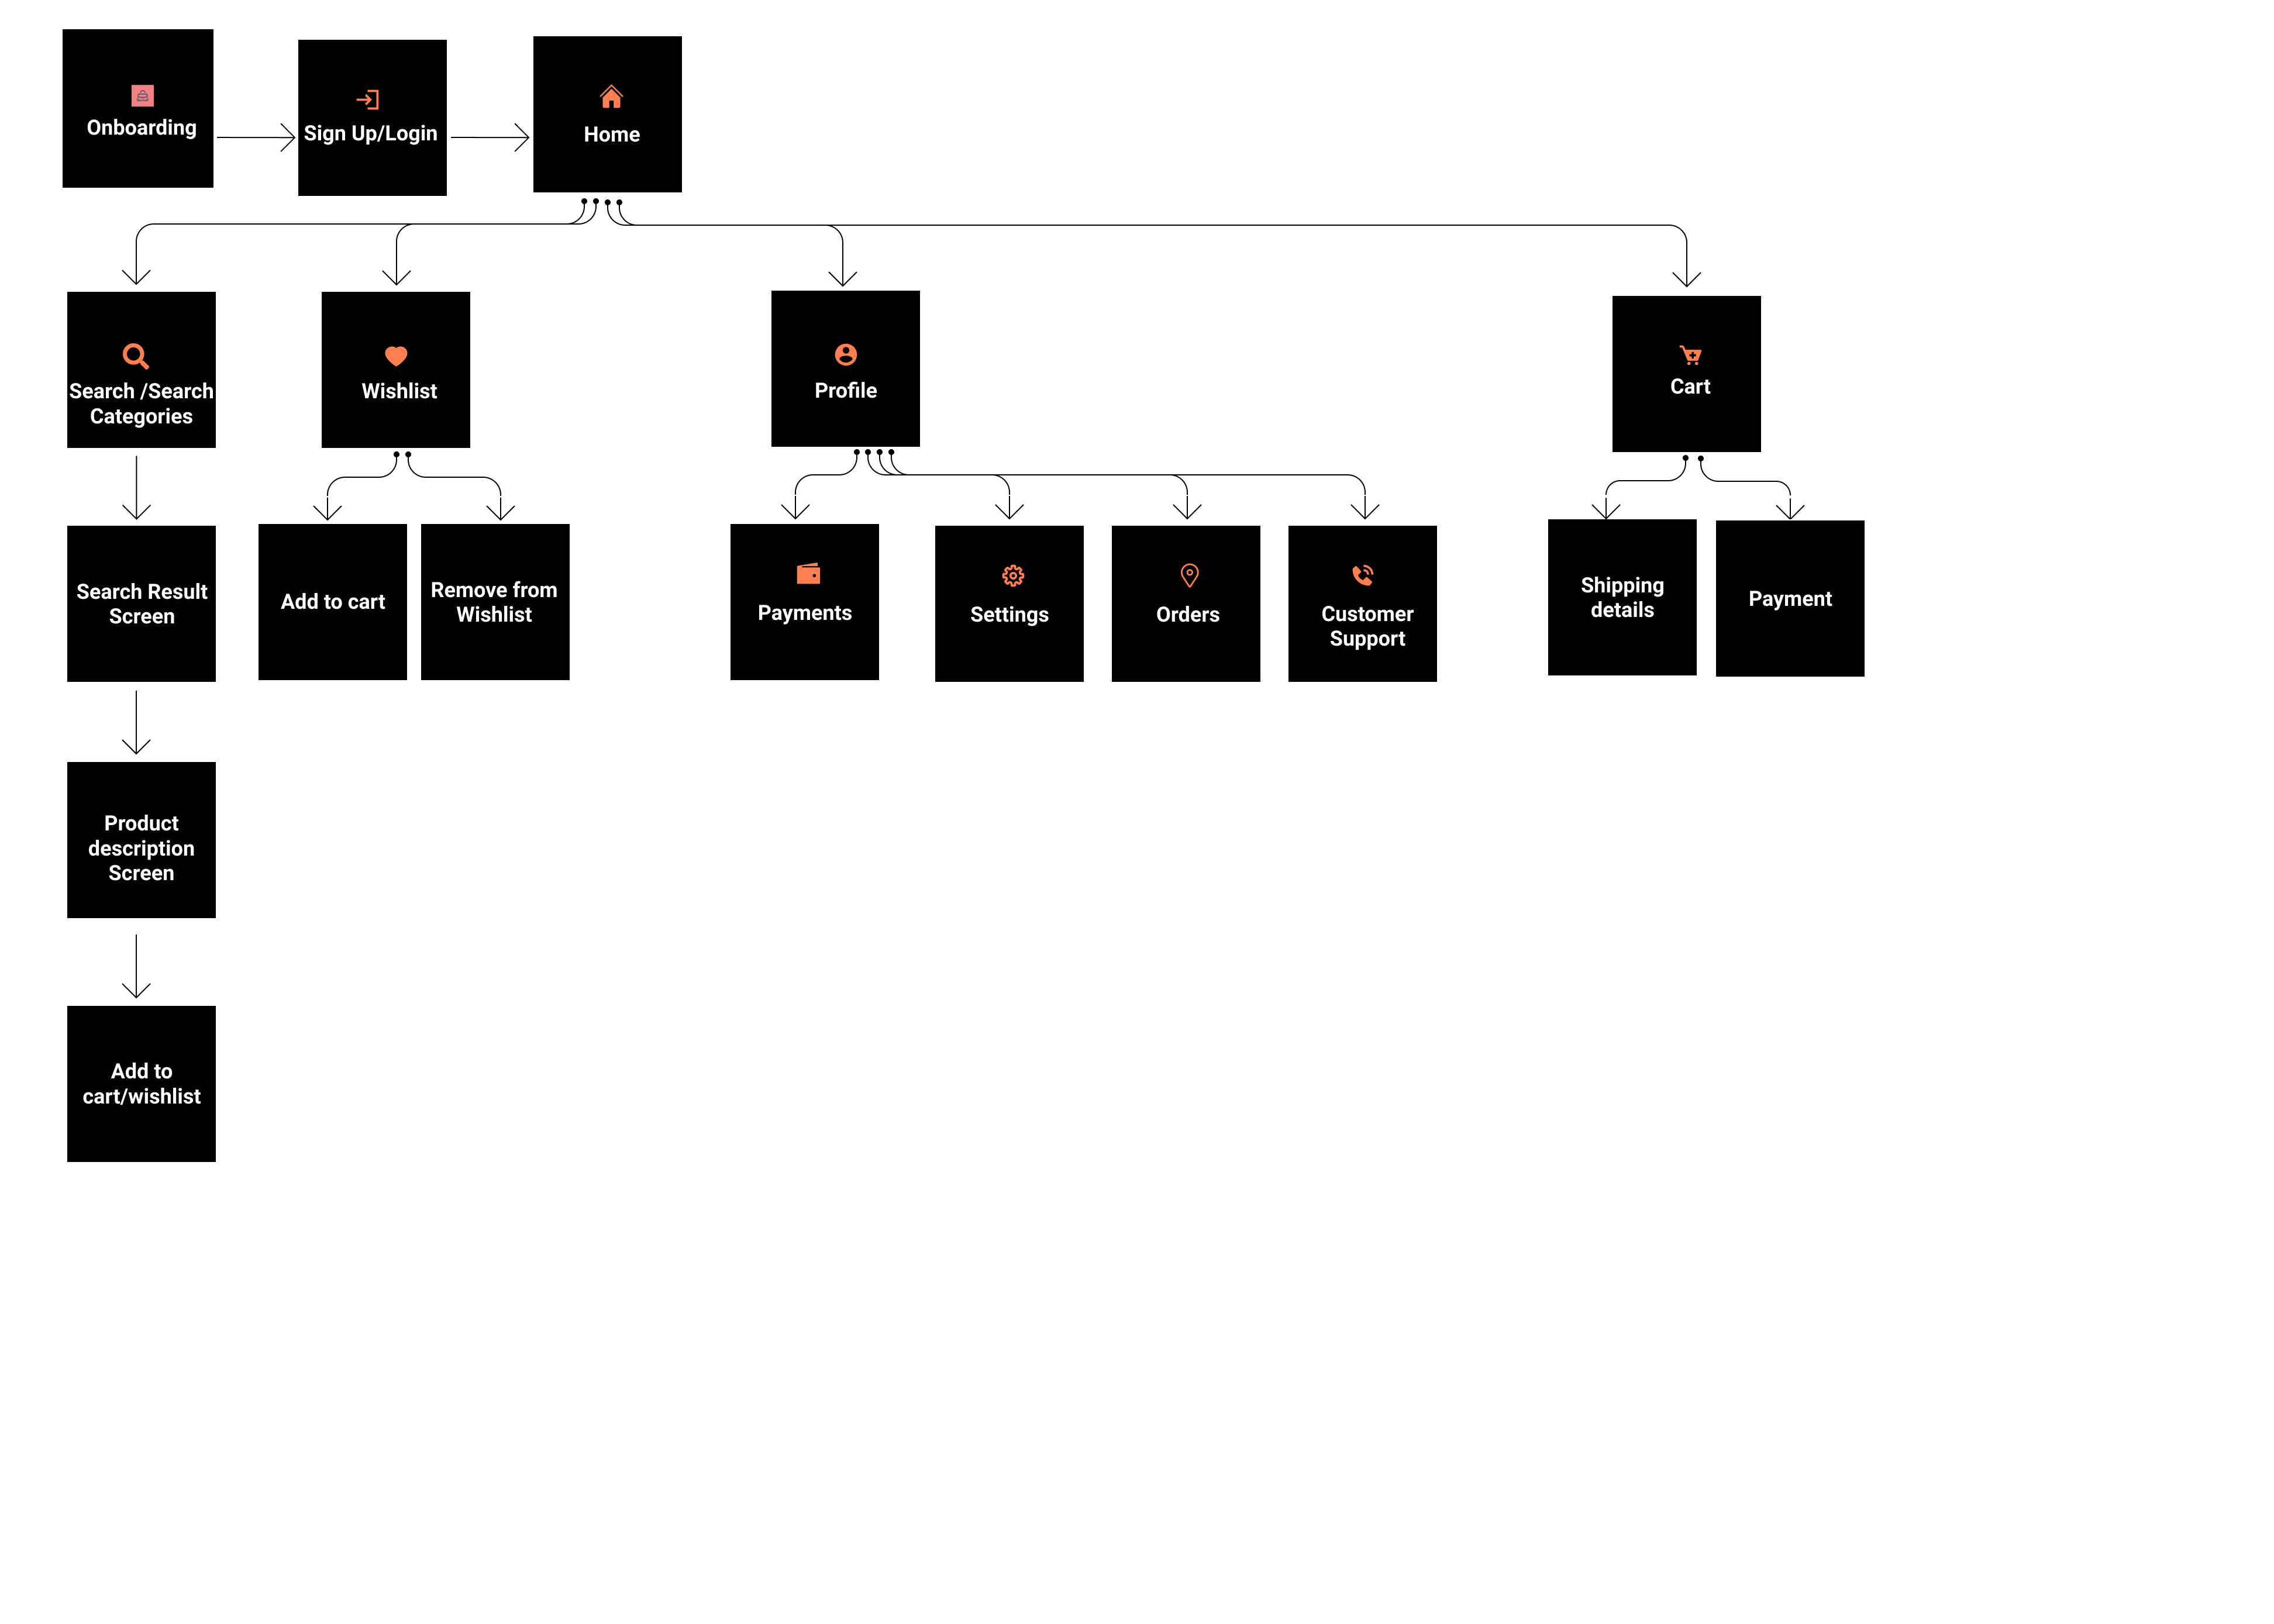 Onboarding
Sign Up/Login
Home
Search /Search
Categories
Wishlist
Profile
Cart
Search Result
Screen
Add to cart
Remove from
Wishlist
Payments
Settings
Orders
Customer
Support
Shipping
details
Payment
Product
description
Screen
Add to
cart/wishlist